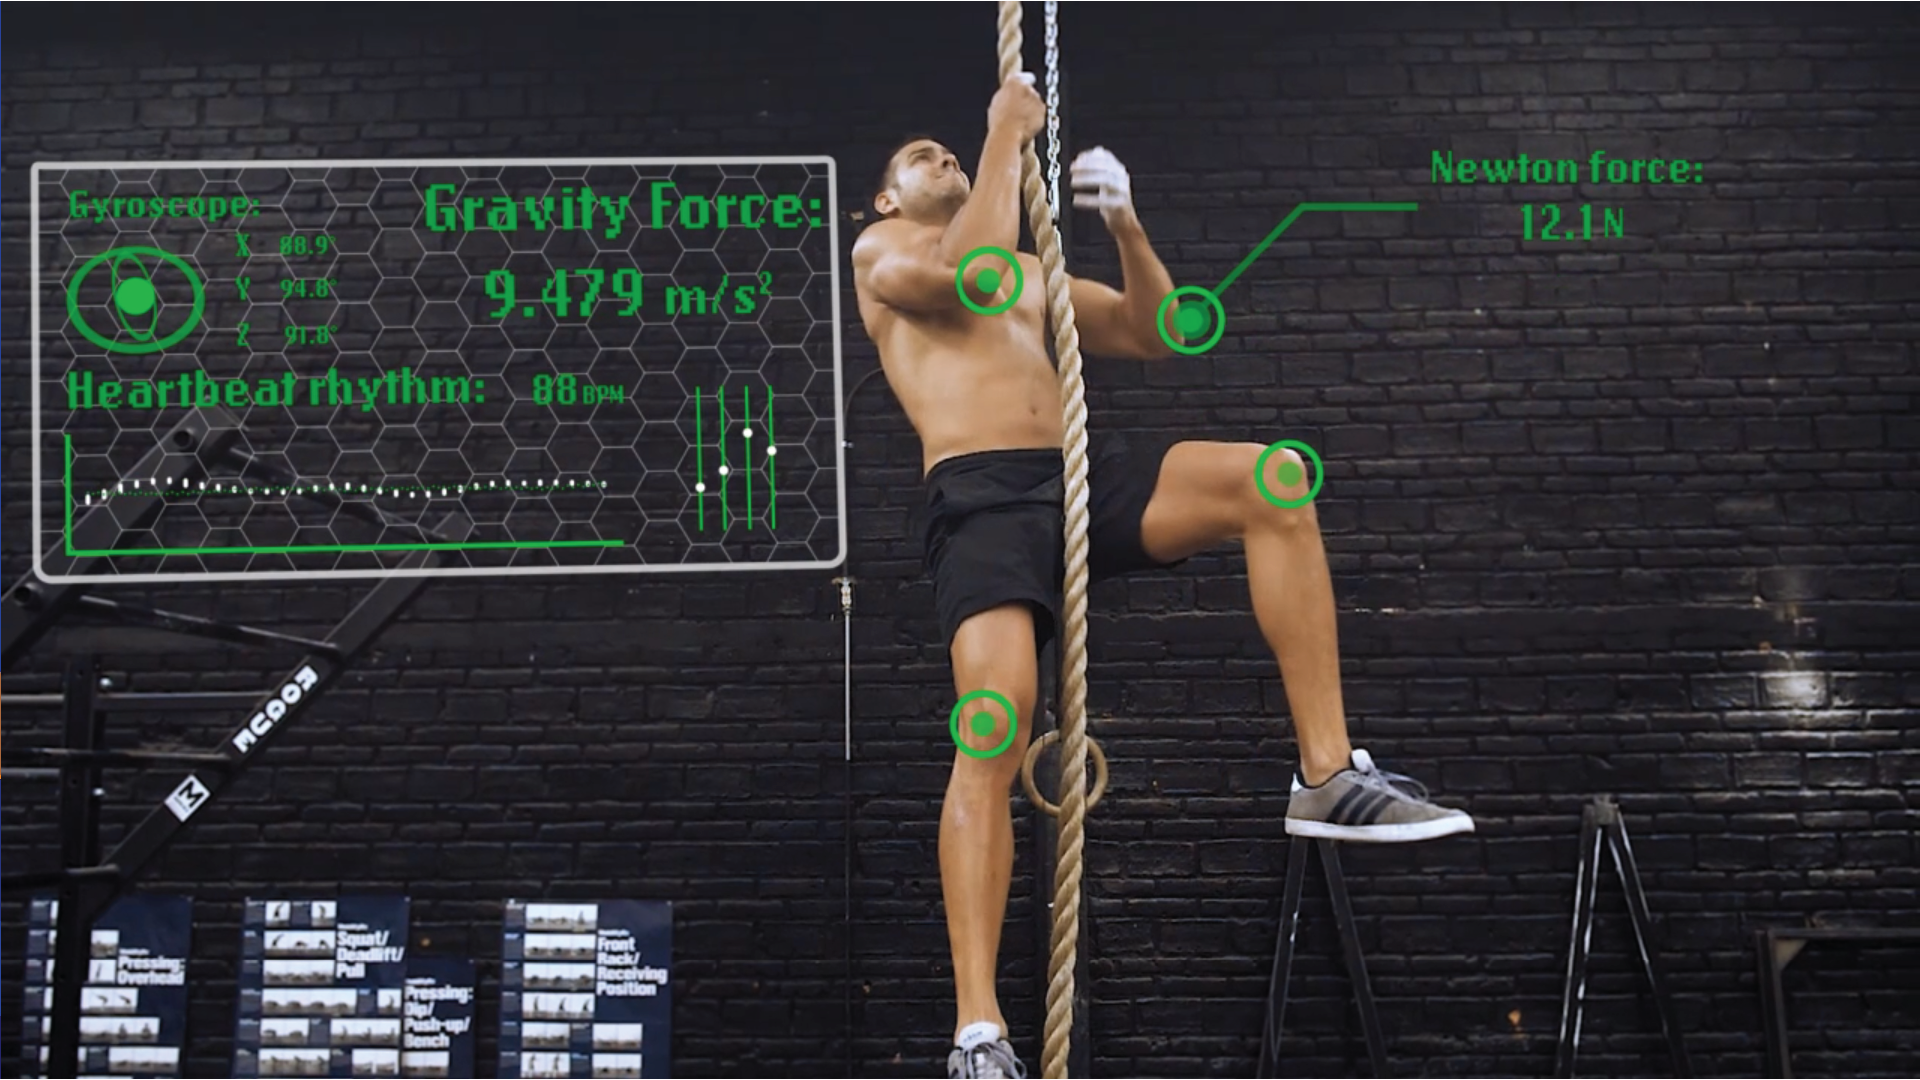 Gyroscope:
X 88.9°
Y 94.8°
Z 91.8°
Gravity Force:
9.479 m/s²
Heartbeat rhythm: 88 BPM
Newton force:
12.1 N
ROGUE
Pressing:
Overhead
Squat/
Deadlift/
Pull
Pressing:
Dip/
Push-up/
Bench
Front
Rack/
Receiving
Position